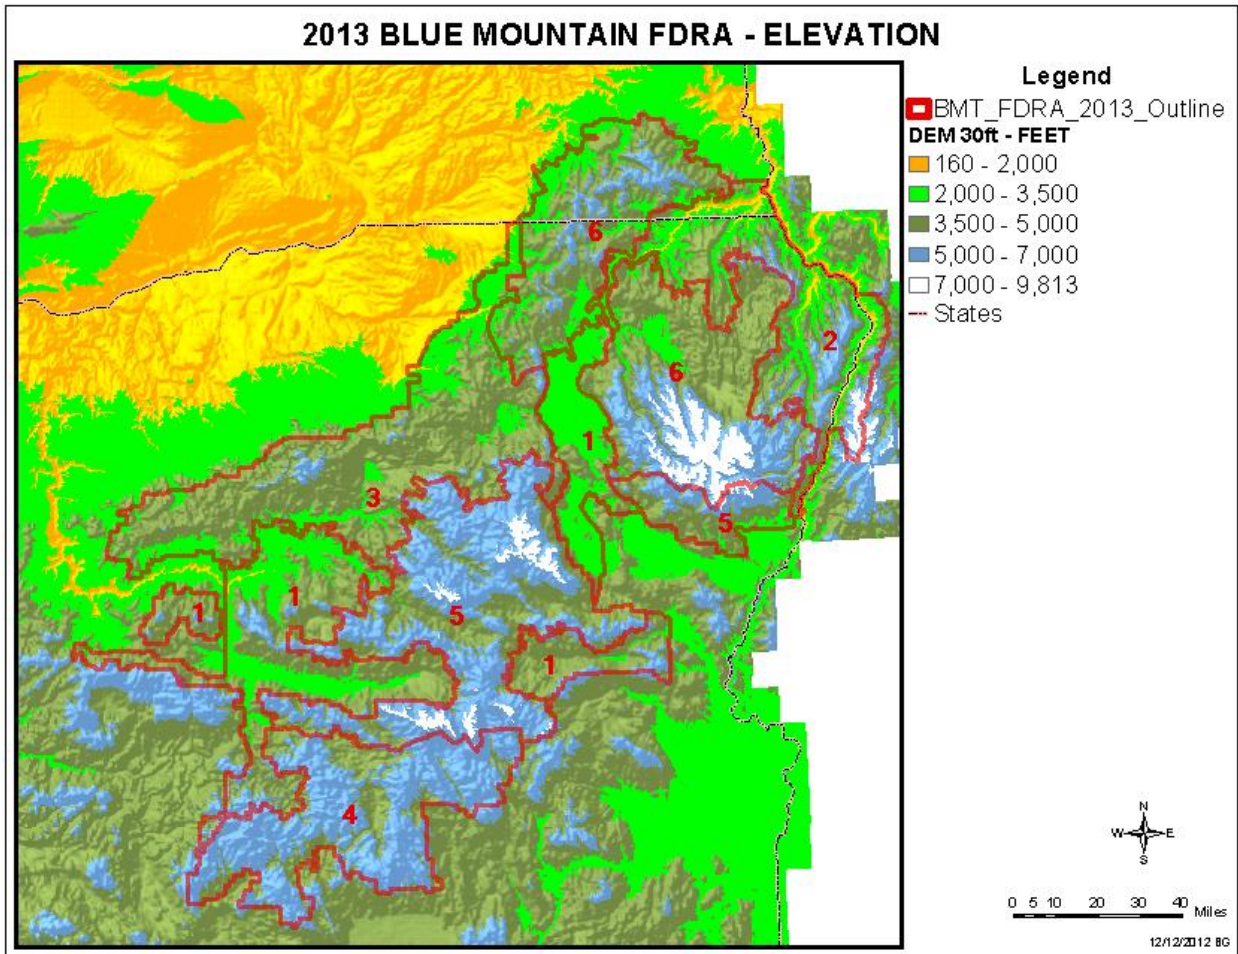 2013 BLUE MOUNTAIN FDRA - ELEVATION
Legend
BMT_FDRA_2013_Outline
DEM 30ft - FEET
160 - 2,000
2,000 - 3,500
3,500 - 5,000
5,000 - 7,000
7,000 - 9,813
States
6
2
6
1
3
5
1
1
5
1
4
N
W E
S
0 5 10 20 30 40 Miles
12/12/2012 BG